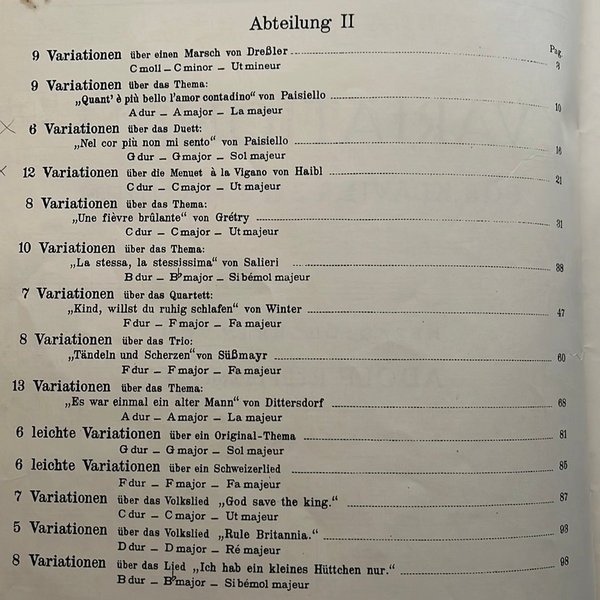 Abteilung II
Pag.
9 Variationen über einen Marsch von Dreßler 3
C moll – C minor – Ut mineur
9 Variationen über das Thema:
„Quant' è più bello l'amor contadino“ von Paisiello 10
A dur – A major – La majeur
6 Variationen über das Duett:
„Nel cor più non mi sento“ von Paisiello 16
G dur – G major – Sol majeur
12 Variationen über die Menuet à la Vigano von Haibl 21
C dur – C major – Ut majeur
8 Variationen über das Thema:
„Une fièvre brûlante“ von Grétry 31
C dur – C major – Ut majeur
10 Variationen über das Thema:
„La stessa, la stessissima“ von Salieri 38
B dur – B♭ major – Si bémol majeur
7 Variationen über das Quartett:
„Kind, willst du ruhig schlafen“ von Winter 47
F dur – F major – Fa majeur
8 Variationen über das Trio:
„Tändeln und Scherzen“ von Süßmayr 60
F dur – F major – Fa majeur
13 Variationen über das Thema:
„Es war einmal ein alter Mann“ von Dittersdorf 68
A dur – A major – La majeur
6 leichte Variationen über ein Original-Thema 81
G dur – G major – Sol majeur
6 leichte Variationen über ein Schweizerlied 85
F dur – F major – Fa majeur
7 Variationen über das Volkslied „God save the king.“ 87
C dur – C major – Ut majeur
5 Variationen über das Volkslied „Rule Britannia.“ 93
D dur – D major – Ré majeur
8 Variationen über das Lied „Ich hab ein kleines Hüttchen nur.“ 98
B dur – B♭ major – Si bémol majeur